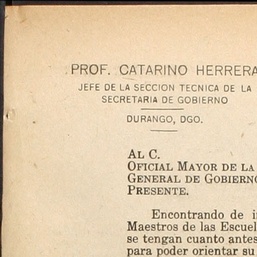 PROF. CATARINO HERRERA
JEFE DE LA SECCION TECNICA DE LA
SECRETARIA DE GOBIERNO
DURANGO, DGO.
AL C.
OFICIAL MAYOR DE LA
GENERAL DE GOBIERNO
PRESENTE.
Encontrando de
Maestros de las
se tengan cuanto antes
para poder orientar su